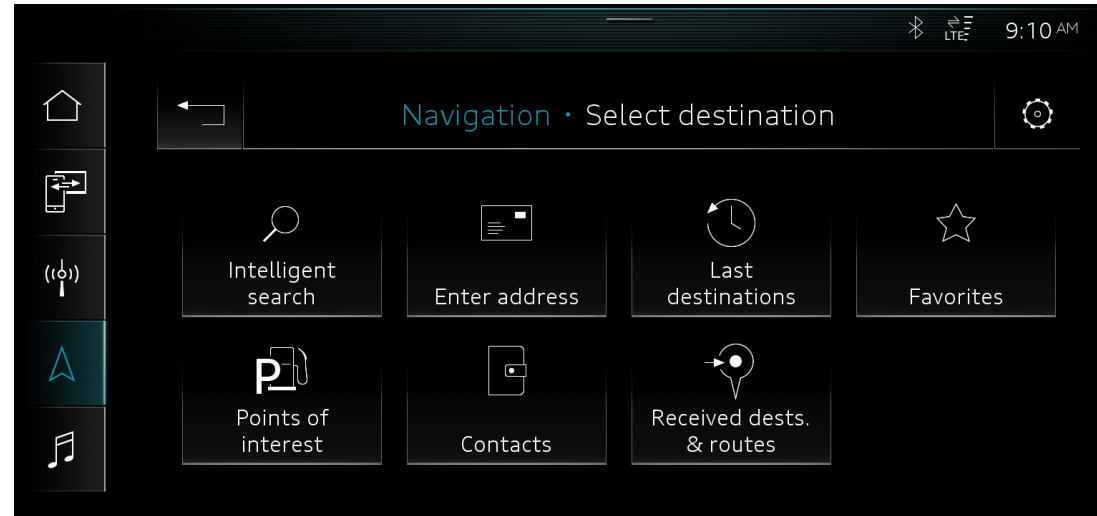 LTE 9:10 AM
Navigation · Select destination
Intelligent
search
Enter address
Last
destinations
Favorites
P
Points of
interest
Contacts
Received dests.
& routes